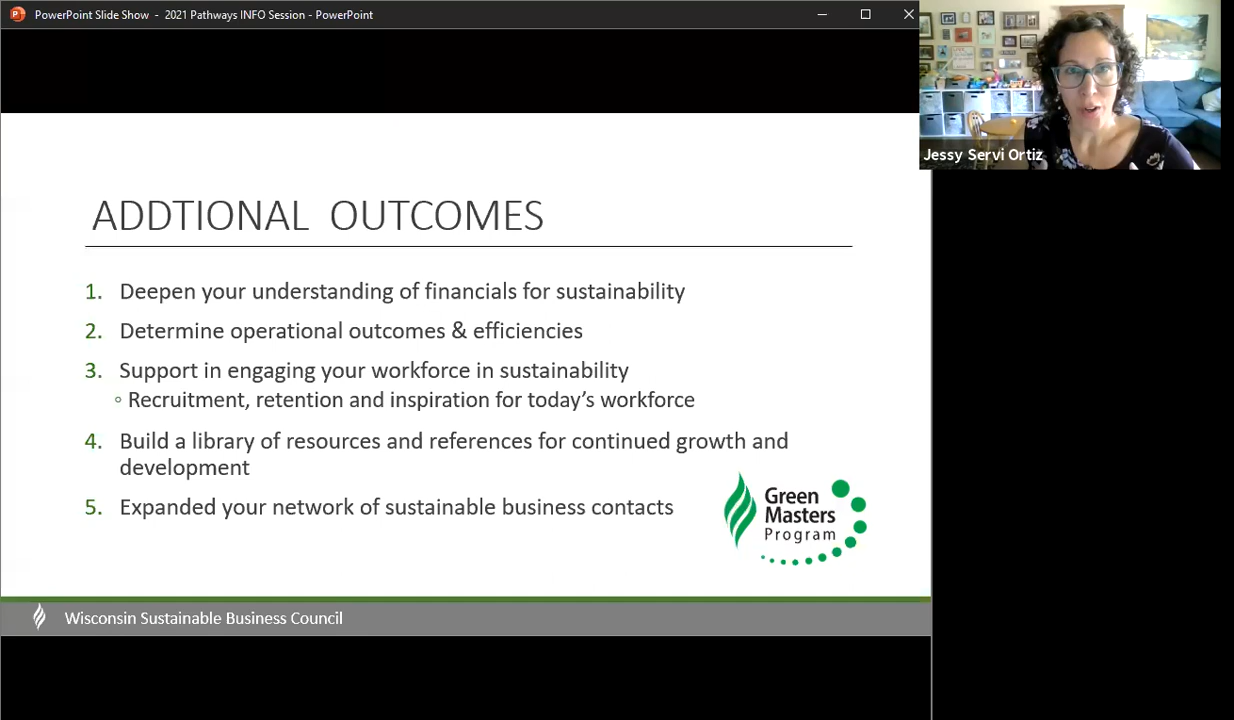 PowerPoint Slide Show - 2021 Pathways INFO Session - PowerPoint
Jessy Servi Ortiz
ADDTIONAL OUTCOMES
1. Deepen your understanding of financials for sustainability
2. Determine operational outcomes & efficiencies
3. Support in engaging your workforce in sustainability
◦ Recruitment, retention and inspiration for today’s workforce
4. Build a library of resources and references for continued growth and
development
5. Expanded your network of sustainable business contacts
Green
Masters
Program
Wisconsin Sustainable Business Council